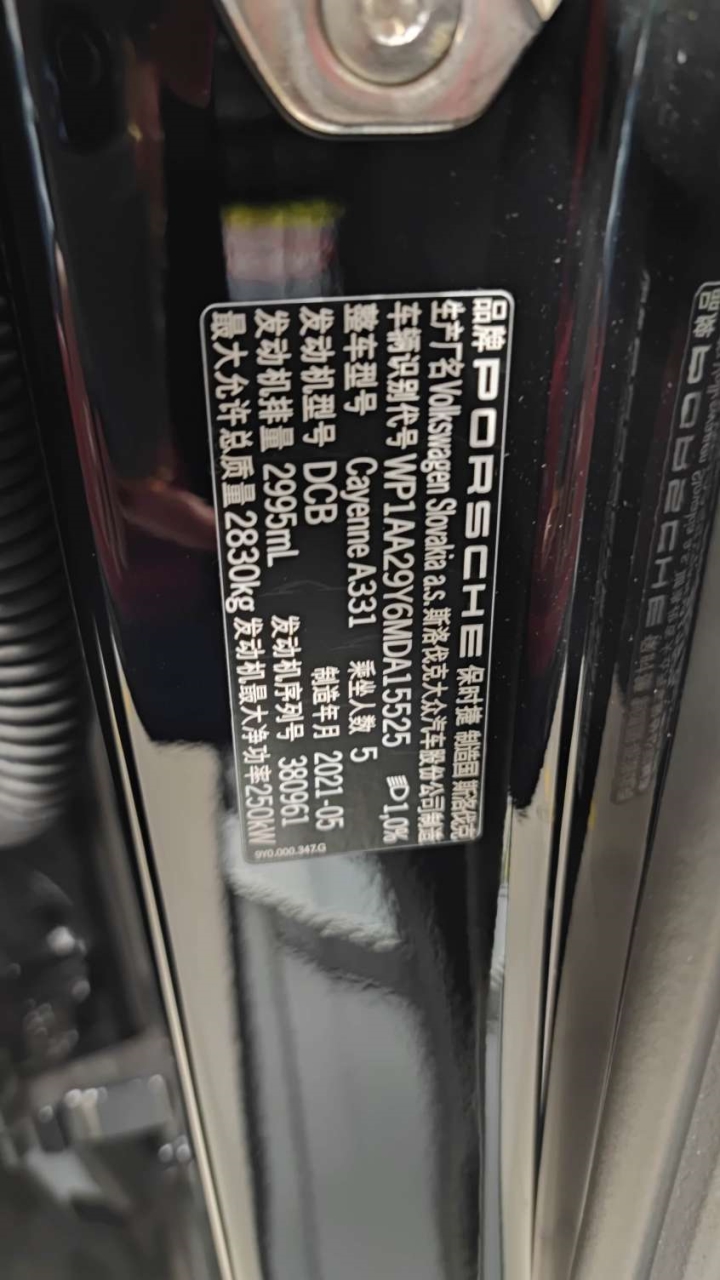 品牌 PORSCHE 保时捷 制造国 斯洛伐克
生产厂名 Volkswagen Slovakia a.s. 斯洛伐克大众汽车股份公司制造
车辆识别代号 WP1AA29Y6MDA15525 1,0%
整车型号 Cayenne A331 乘坐人数 5
发动机型号 DCB 制造年月 2021-05
发动机排量 2995mL 发动机序列号 380961
最大允许总质量 2830kg 发动机最大净功率 250kW
9Y0.000.347.G